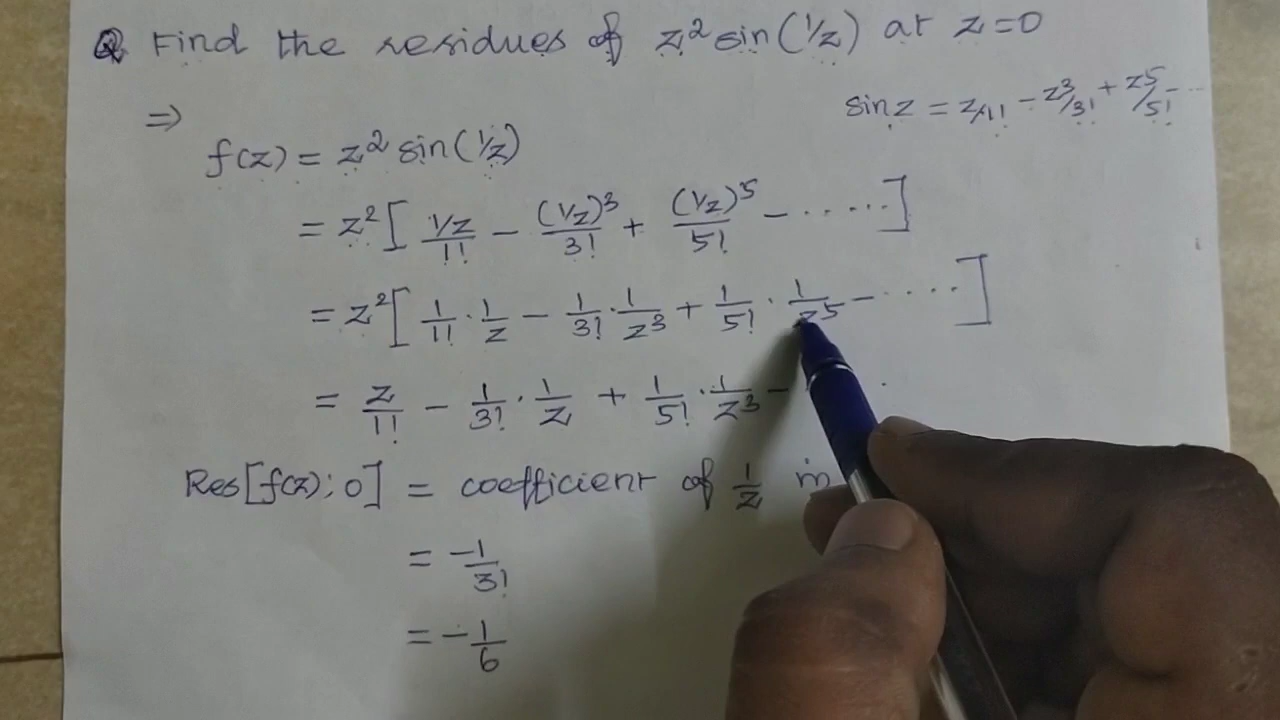 Q Find the residues of z² sin(1/z) at z=0
sin z = z/1! - z³/3! + z⁵/5! - ...
⇒
f(z) = z² sin(1/z)
= z² [ (1/z)/1! - (1/z)³/3! + (1/z)⁵/5! - ...... ]
= z² [ 1/1! · 1/z - 1/3! · 1/z³ + 1/5! · 1/z⁵ - ..... ]
= z/1! - 1/3! · 1/z + 1/5! · 1/z³ -
Res[f(z); 0] = coefficient of 1/z in
= -1/3!
= -1/6